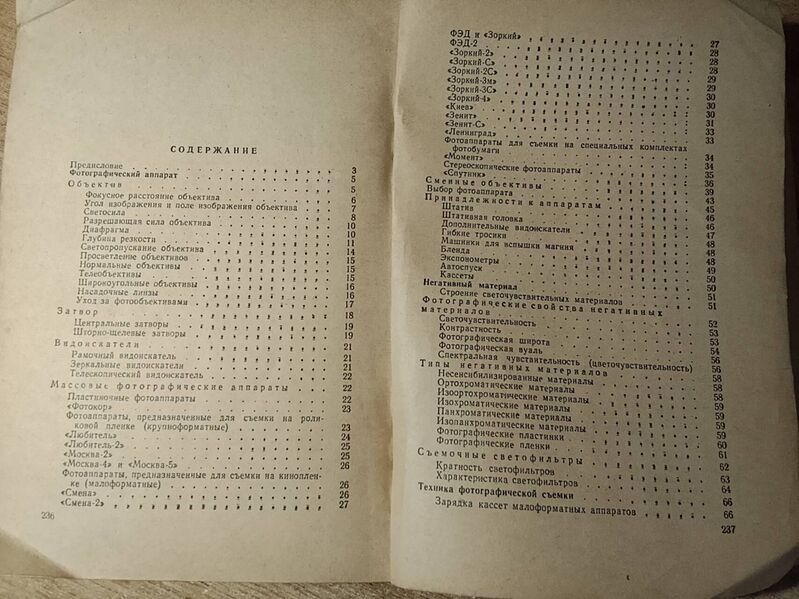 СОДЕРЖАНИЕ
Предисловие 3
Фотографический аппарат 5
Объектив 5
Фокусное расстояние объектива 6
Угол изображения и поле изображения объектива 7
Светосила 8
Разрешающая сила объектива 10
Диафрагма 10
Глубина резкости 11
Светопропускание объектива 14
Просветление объективов 15
Нормальные объективы 15
Телеобъективы 15
Широкоугольные объективы 16
Насадочные линзы 16
Уход за фотообъективами 17
Затвор 18
Центральные затворы 19
Шторно-щелевые затворы 19
Видоискатели 21
Рамочный видоискатель 21
Зеркальные видоискатели 21
Телескопический видоискатель 22
Массовые фотографические аппараты 22
Пластиночные фотоаппараты 22
«Фотокор» 23
Фотоаппараты, предназначенные для съемки на роли-
ковой пленке (крупноформатные) 23
«Любитель» 24
«Любитель-2» 25
«Москва-2» 25
«Москва-4» и «Москва-5» 26
Фотоаппараты, предназначенные для съемки на киноплен-
ке (малоформатные) 26
«Смена» 26
«Смена-2» 27
236
ФЭД и «Зоркий» 27
ФЭД-2 28
«Зоркий-2» 28
«Зоркий-С» 28
«Зоркий-2С» 29
«Зоркий-3м» 29
«Зоркий-3С» 30
«Зоркий-4» 30
«Киев» 30
«Зенит» 31
«Зенит-С» 33
«Ленинград» 33
Фотоаппараты для съемки на специальных комплектах
фотобумаги 34
«Момент» 34
Стереоскопические фотоаппараты 35
«Спутник» 36
Сменные объективы 39
Выбор фотоаппарата 43
Принадлежности к аппаратам 45
Штатив 46
Штативная головка 46
Дополнительные видоискатели 47
Гибкие тросики 48
Машинки для вспышки магния 48
Бленда 48
Экспонометры 49
Автоспуск 50
Кассеты 50
Негативный материал 51
Строение светочувствительных материалов 51
Фотографические свойства негативных
материалов 52
Светочувствительность 53
Контрастность 53
Фотографическая широта 54
Фотографическая вуаль 56
Спектральная чувствительность (цветочувствительность) 56
Типы негативных материалов 58
Несенсибилизированные материалы 58
Ортохроматические материалы 58
Изоортохроматические материалы 59
Изохроматические материалы 59
Панхроматические материалы 59
Изопанхроматические материалы 59
Фотографические пластинки 60
Фотографические пленки 61
Съемочные светофильтры 62
Кратность светофильтров 63
Характеристика светофильтров 64
Техника фотографической съемки 66
Зарядка кассет малоформатных аппаратов 66
237